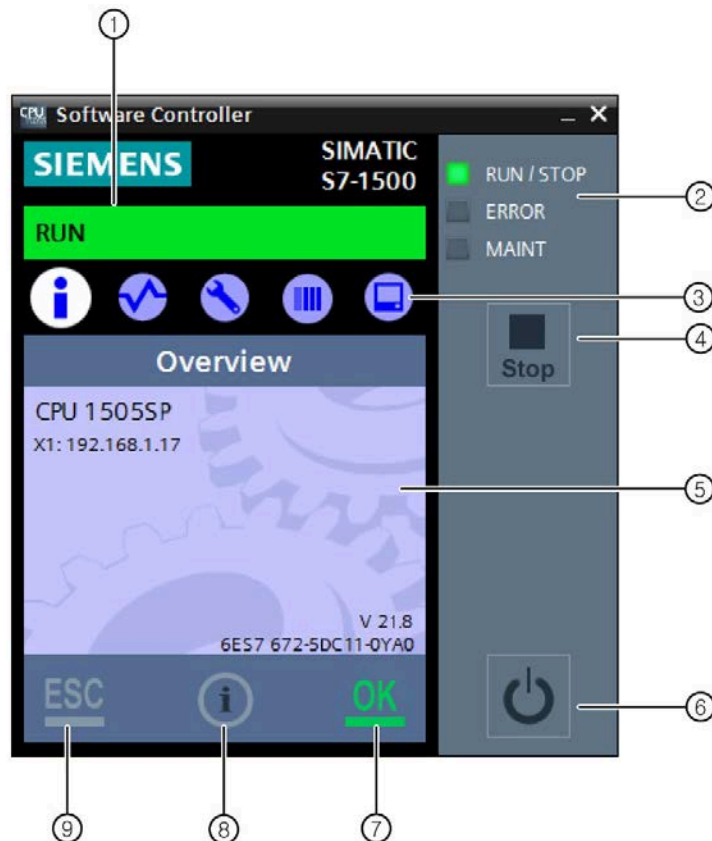 ①
CPU Software Controller
SIEMENS
SIMATIC
S7-1500
RUN / STOP
②
ERROR
RUN
MAINT
③
④
Stop
Overview
CPU 1505SP
X1: 192.168.1.17
⑤
V 21.8
6ES7 672-5DC11-0YA0
ESC
i
OK
⑥
⑨
⑧
⑦